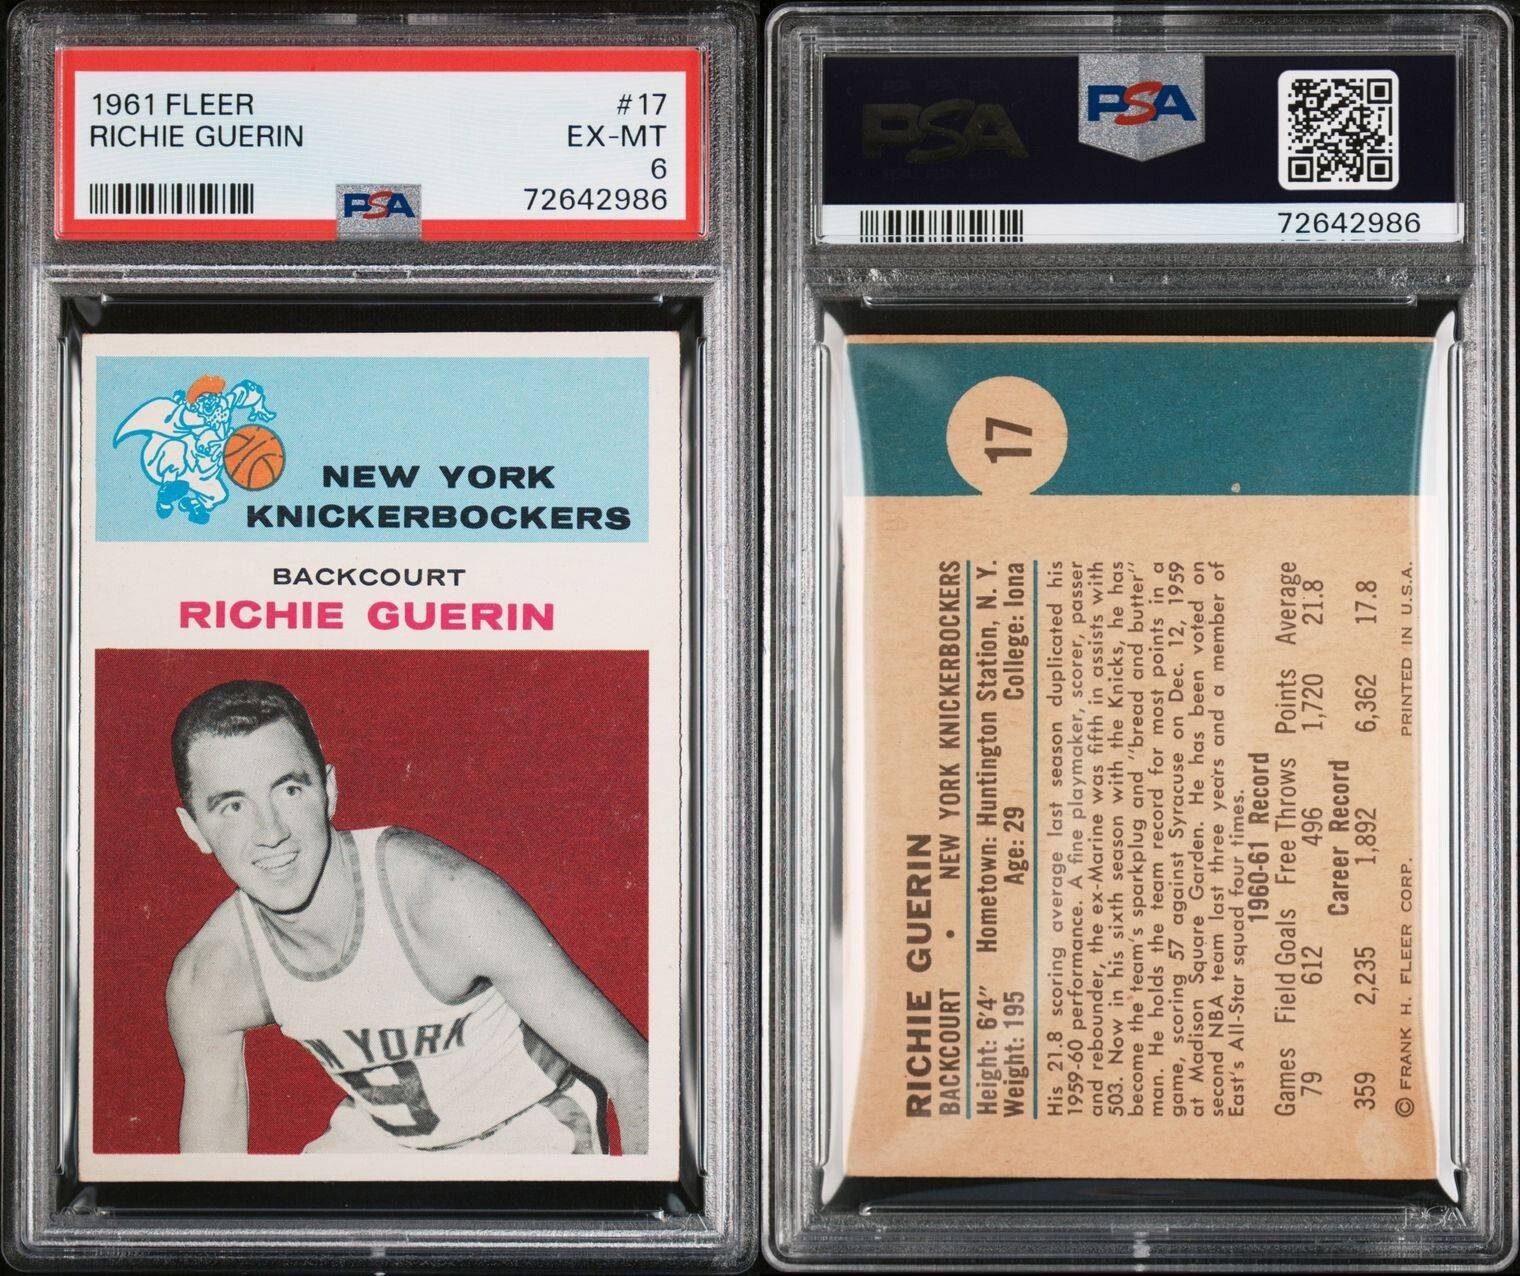 1961 FLEER #17
RICHIE GUERIN EX-MT
6
72642986
PSA
NEW YORK
KNICKERBOCKERS
BACKCOURT
RICHIE GUERIN
YORK
9
PSA
PSA
72642986
17
RICHIE GUERIN
BACKCOURT • NEW YORK KNICKERBOCKERS
Height: 6'4" Hometown: Huntington Station, N. Y.
Weight: 195 Age: 29 College: Iona
His 21.8 scoring average last season duplicated his
1959-60 performance. A fine playmaker, scorer, passer
and rebounder, the ex-Marine was fifth in assists with
503. Now in his sixth season with the Knicks, he has
become the team's sparkplug and "bread and butter"
man. He holds the team record for most points in a
game, scoring 57 against Syracuse on Dec. 12, 1959
at Madison Square Garden. He has been voted on
second NBA team last three years and a member of
East's All-Star squad four times.
1960-61 Record
Games Field Goals Free Throws Points Average
79 612 496 1,720 21.8
Career Record
359 2,235 1,892 6,362 17.8
© FRANK H. FLEER CORP. PRINTED IN U.S.A.
PSA